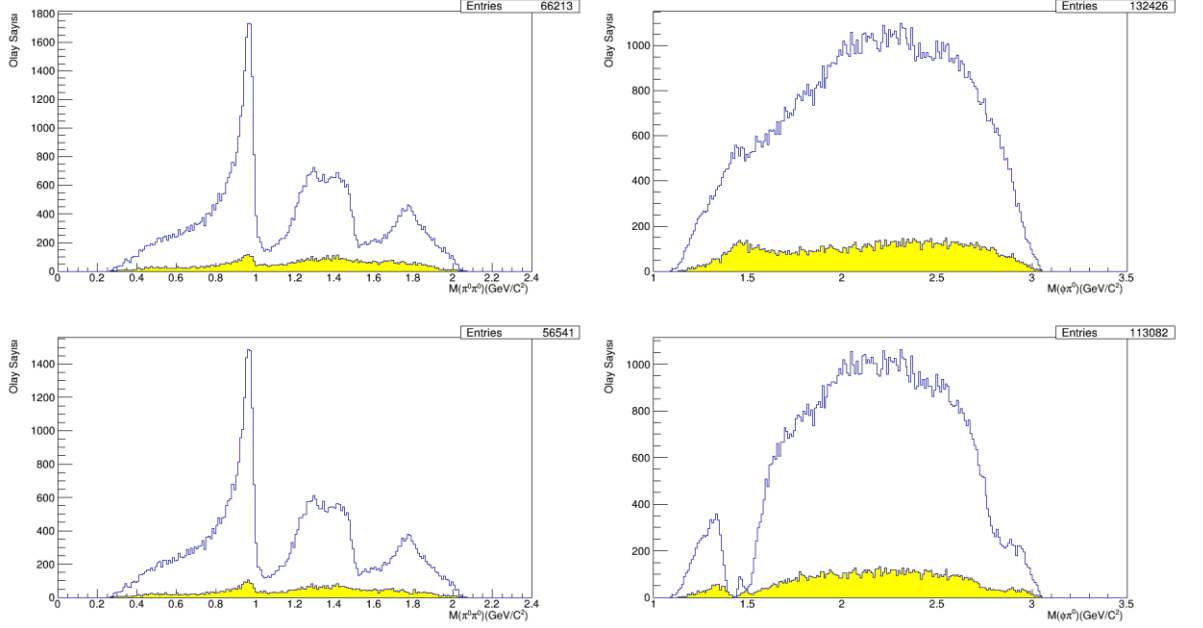 Entries 66213
Olay Sayısı
1800
1600
1400
1200
1000
800
600
400
200
0
0 0.2 0.4 0.6 0.8 1 1.2 1.4 1.6 1.8 2 2.2 2.4
M(π⁰π⁰)(GeV/C²)
Entries 132426
Olay Sayısı
1000
800
600
400
200
0
1 1.5 2 2.5 3 3.5
M(ϕπ⁰)(GeV/C²)
Entries 56541
Olay Sayısı
1400
1200
1000
800
600
400
200
0
0 0.2 0.4 0.6 0.8 1 1.2 1.4 1.6 1.8 2 2.2 2.4
M(π⁰π⁰)(GeV/C²)
Entries 113082
Olay Sayısı
1000
800
600
400
200
0
1 1.5 2 2.5 3 3.5
M(ϕπ⁰)(GeV/C²)